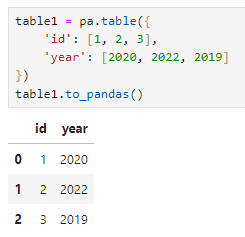 table1 = pa.table({
    'id': [1, 2, 3],
    'year': [2020, 2022, 2019]
})
table1.to_pandas()
id year
0 1 2020
1 2 2022
2 3 2019